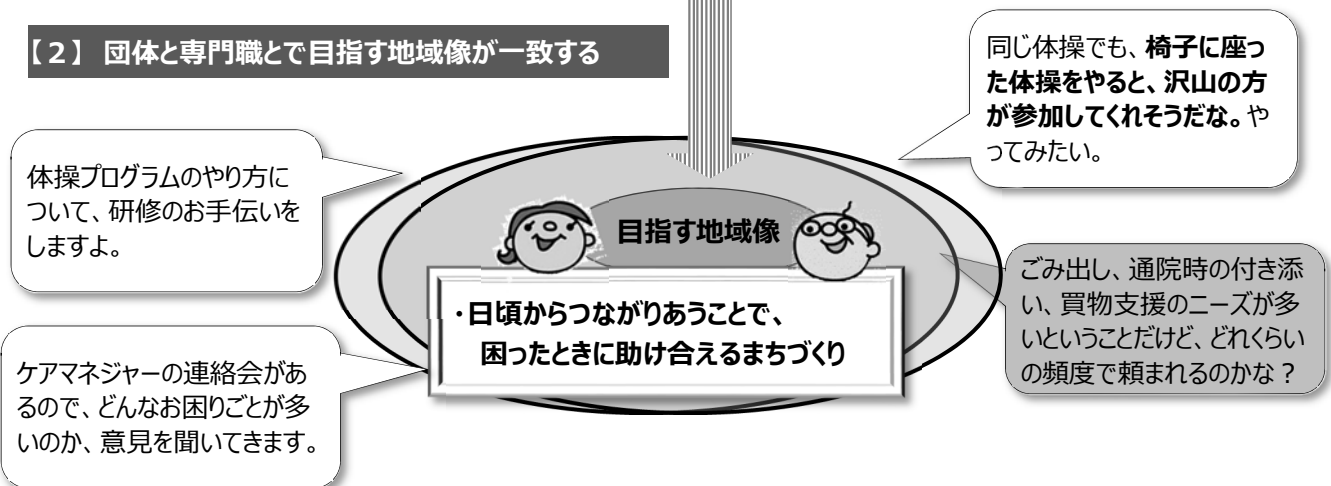 【2】 団体と専門職とで目指す地域像が一致する
同じ体操でも、椅子に座っ
た体操をやると、沢山の方
が参加してくれそうだな。や
ってみたい。
体操プログラムのやり方に
ついて、研修のお手伝いを
しますよ。
目指す地域像
・日頃からつながりあうことで、
困ったときに助け合えるまちづくり
ごみ出し、通院時の付き添
い、買物支援のニーズが多
いということだけど、どれくらい
の頻度で頼まれるのかな?
ケアマネジャーの連絡会があ
るので、どんなお困りごとが多
いのか、意見を聞いてきます。